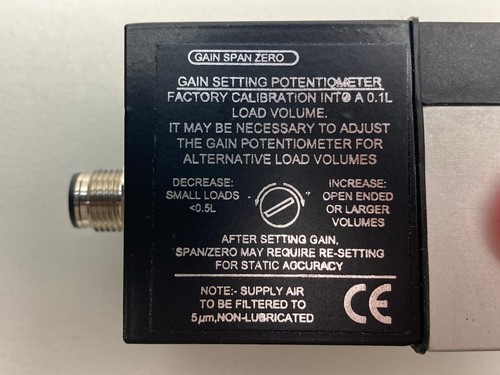 GAIN SPAN ZERO
GAIN SETTING POTENTIOMETER
FACTORY CALIBRATION INTO A 0.1L
LOAD VOLUME.
IT MAY BE NECESSARY TO ADJUST
THE GAIN POTENTIOMETER FOR
ALTERNATIVE LOAD VOLUMES
DECREASE:
SMALL LOADS
<0.5L
- +
INCREASE:
OPEN ENDED
OR LARGER
VOLUMES
AFTER SETTING GAIN,
SPAN/ZERO MAY REQUIRE RE-SETTING
FOR STATIC ACCURACY
NOTE:- SUPPLY AIR
TO BE FILTERED TO
5µm,NON-LUBRICATED
CE